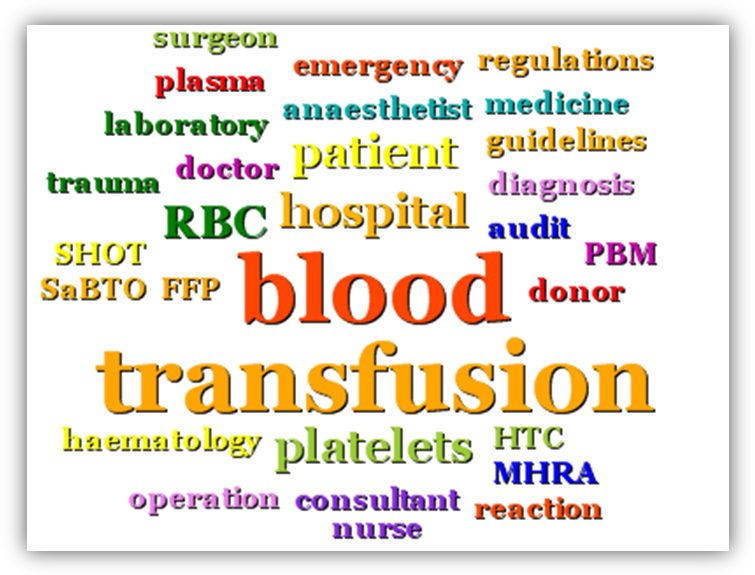 surgeon
plasma emergency regulations
laboratory anaesthetist medicine
trauma doctor patient guidelines
RBC hospital diagnosis
audit
SHOT PBM
SaBTO FFP blood donor
transfusion
haematology platelets HTC
MHRA
operation consultant reaction
nurse